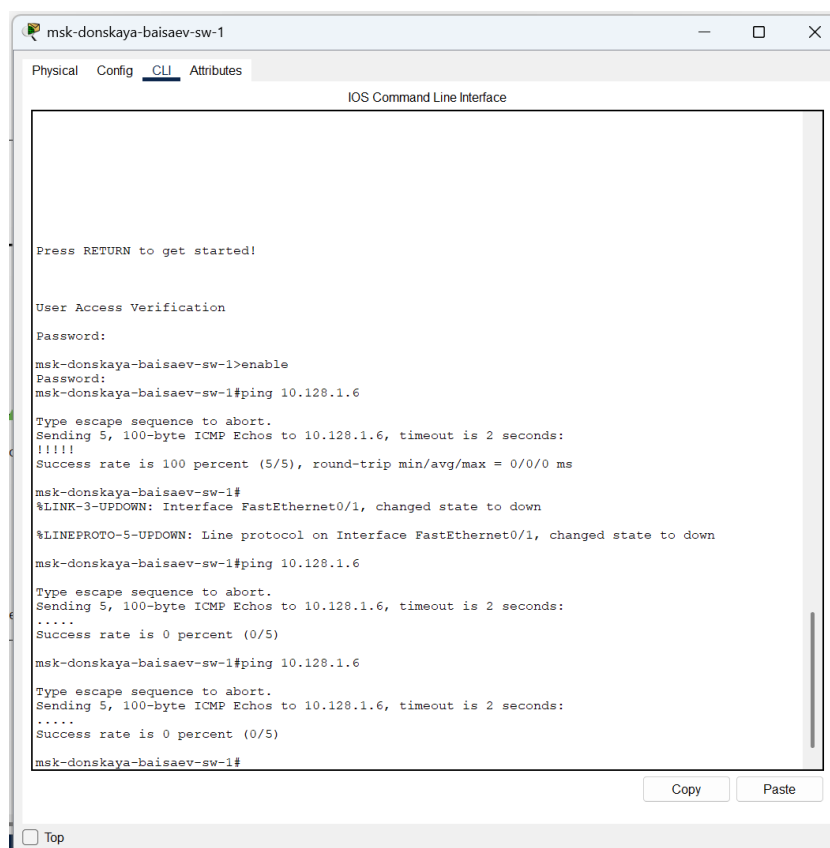 msk-donskaya-baisaev-sw-1
Physical Config CLI Attributes
IOS Command Line Interface
Press RETURN to get started!
User Access Verification
Password:
msk-donskaya-baisaev-sw-1>enable
Password:
msk-donskaya-baisaev-sw-1#ping 10.128.1.6
Type escape sequence to abort.
Sending 5, 100-byte ICMP Echos to 10.128.1.6, timeout is 2 seconds:
!!!!!
Success rate is 100 percent (5/5), round-trip min/avg/max = 0/0/0 ms
msk-donskaya-baisaev-sw-1#
%LINK-3-UPDOWN: Interface FastEthernet0/1, changed state to down
%LINEPROTO-5-UPDOWN: Line protocol on Interface FastEthernet0/1, changed state to down
msk-donskaya-baisaev-sw-1#ping 10.128.1.6
Type escape sequence to abort.
Sending 5, 100-byte ICMP Echos to 10.128.1.6, timeout is 2 seconds:
.....
Success rate is 0 percent (0/5)
msk-donskaya-baisaev-sw-1#ping 10.128.1.6
Type escape sequence to abort.
Sending 5, 100-byte ICMP Echos to 10.128.1.6, timeout is 2 seconds:
.....
Success rate is 0 percent (0/5)
msk-donskaya-baisaev-sw-1#
Copy Paste
Top